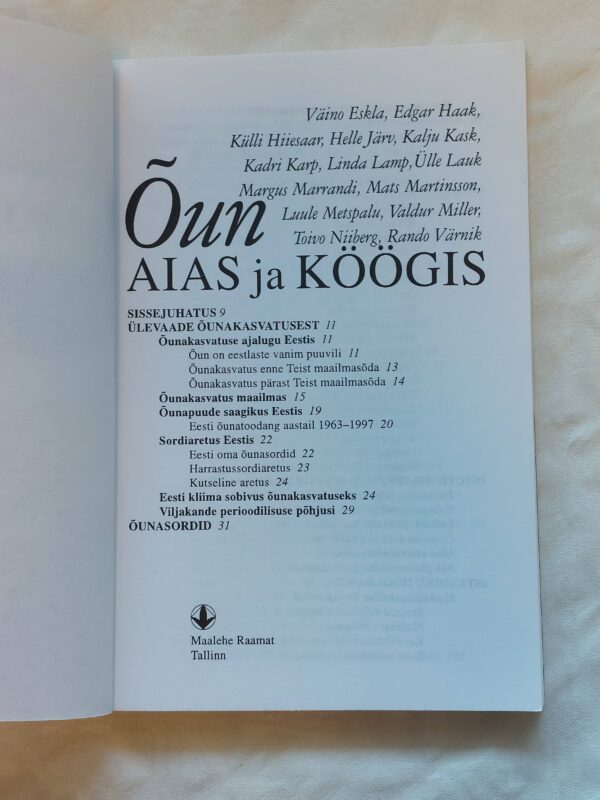 Väino Eskla, Edgar Haak,
Külli Hiiesaar, Helle Järv, Kalju Kask,
Kadri Karp, Linda Lamp,Ülle Lauk
Margus Marrandi, Mats Martinsson,
Luule Metspalu, Valdur Miller,
Toivo Niiberg, Rando Värnik
Õun
AIAS ja KÖÖGIS
SISSEJUHATUS 9
ÜLEVAADE ÕUNAKASVATUSEST 11
Õunakasvatuse ajalugu Eestis 11
Õun on eestlaste vanim puuvili 11
Õunakasvatus enne Teist maailmasõda 13
Õunakasvatus pärast Teist maailmasõda 14
Õunakasvatus maailmas 15
Õunapuude saagikus Eestis 19
Eesti õunatoodang aastail 1963–1997 20
Sordiaretus Eestis 22
Eesti oma õunasordid 22
Harrastussordiaretus 23
Kutseline aretus 24
Eesti kliima sobivus õunakasvatuseks 24
Viljakande perioodilisuse põhjusi 29
ÕUNASORDID 31
Maalehe Raamat
Tallinn